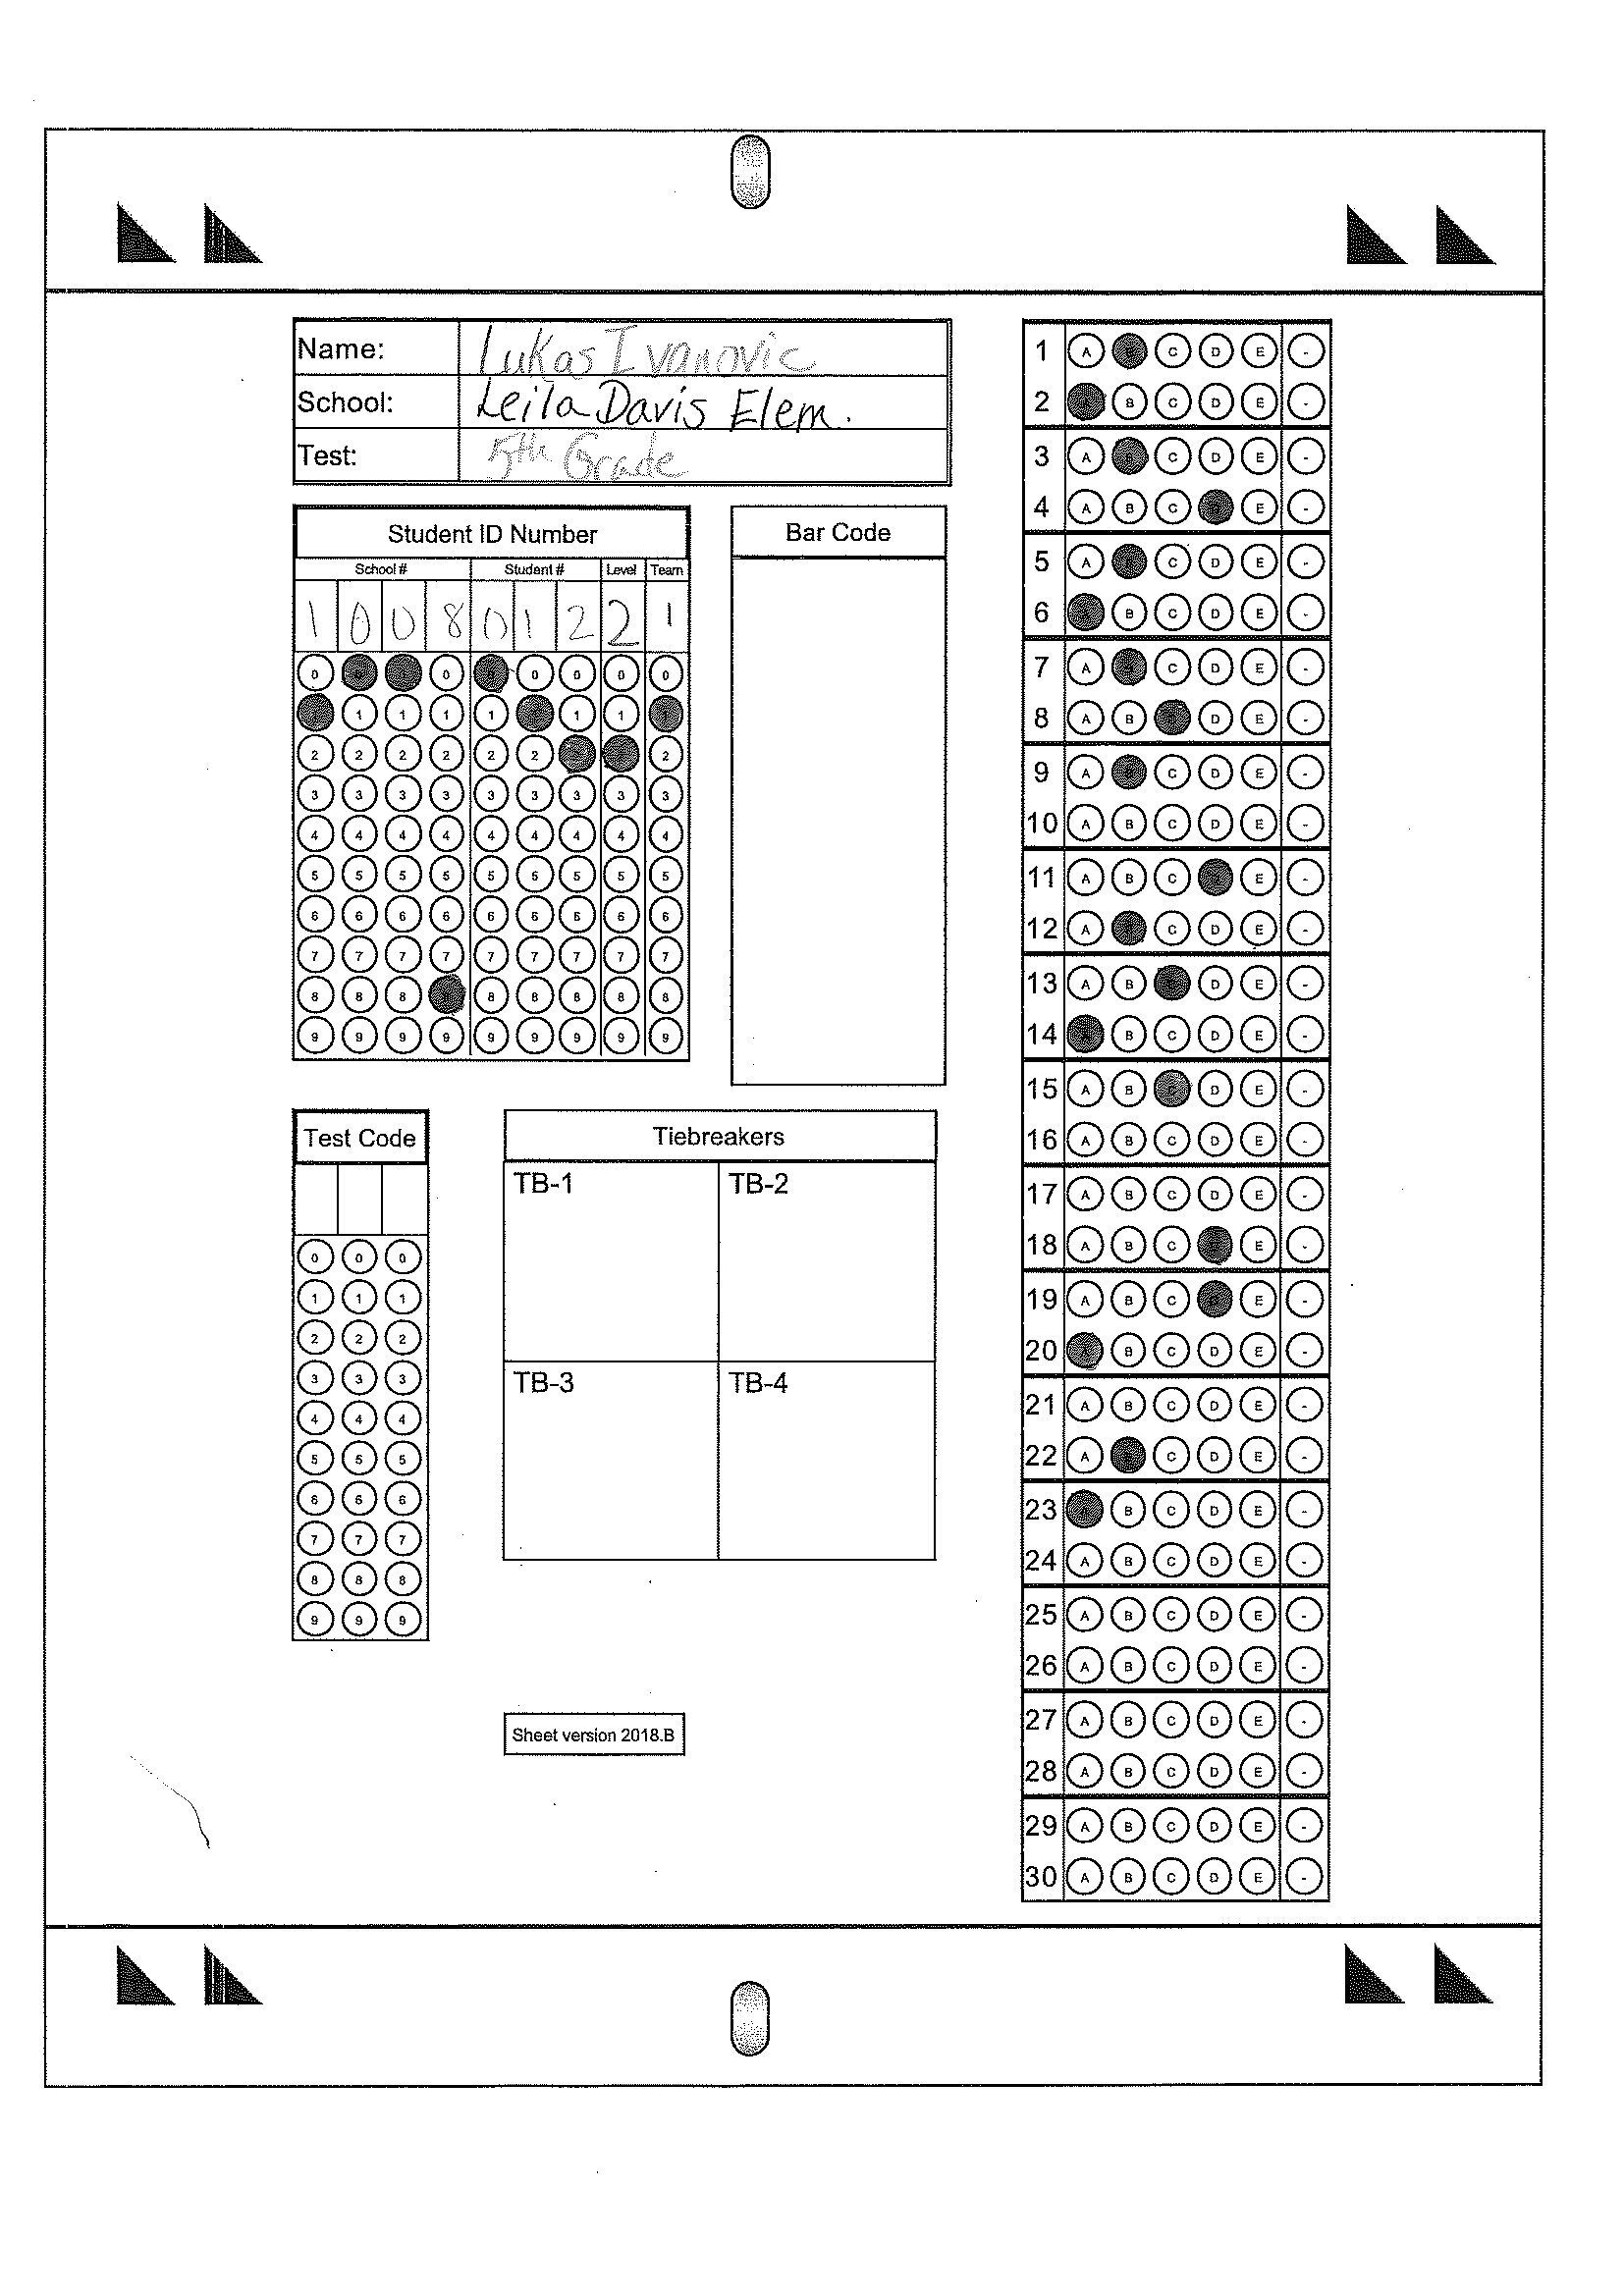 Name: Lukas Ivanovic
School: Leila Davis Elem.
Test: 5th Grade
Student ID Number
School # Student # Level Team
1 0 0 8 0 1 2 2 1
0 0 0 0 0 0
1 1 1 1 1 1
2 2 2 2 2 2 2
3 3 3 3 3 3 3 3 3
4 4 4 4 4 4 4 4 4
5 5 5 5 5 5 5 5 5
6 6 6 6 6 6 6 6 6
7 7 7 7 7 7 7 7 7
8 8 8 8 8 8 8 8
9 9 9 9 9 9 9 9 9
Bar Code
Test Code
0 0 0
1 1 1
2 2 2
3 3 3
4 4 4
5 5 5
6 6 6
7 7 7
8 8 8
9 9 9
Tiebreakers
TB-1 TB-2
TB-3 TB-4
Sheet version 2018.B
1 A C D E -
2 B C D E -
3 A C D E -
4 A B C E -
5 A C D E -
6 B C D E -
7 A C D E -
8 A B D E -
9 A C D E -
10 A B C D E -
11 A B C E -
12 A C D E -
13 A B D E -
14 B C D E -
15 A B D E -
16 A B C D E -
17 A B C D E -
18 A B C E -
19 A B C E -
20 B C D E -
21 A B C D E -
22 A C D E -
23 B C D E -
24 A B C D E -
25 A B C D E -
26 A B C D E -
27 A B C D E -
28 A B C D E -
29 A B C D E -
30 A B C D E -